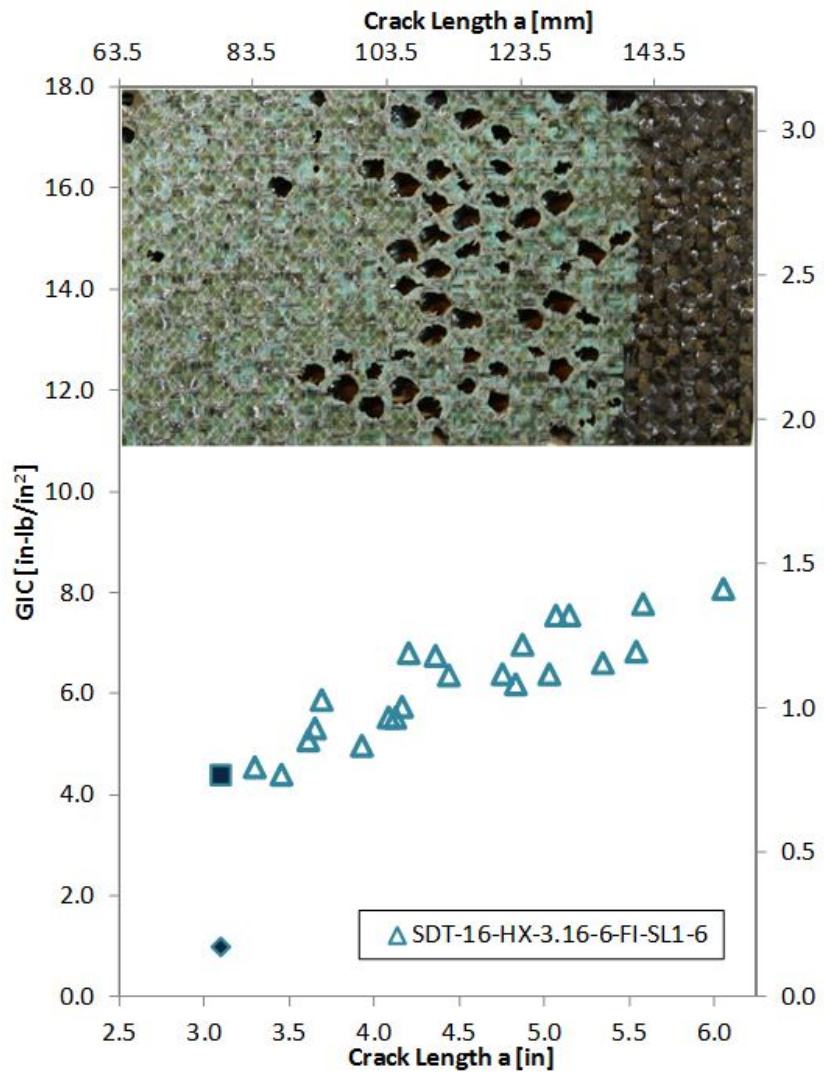 Crack Length a [mm]
63.5 83.5 103.5 123.5 143.5
18.0
16.0
14.0
12.0
10.0
8.0
6.0
4.0
2.0
0.0
GIC [in-lb/in²]
3.0
2.5
2.0
1.5
1.0
0.5
0.0
SDT-16-HX-3.16-6-FI-SL1-6
2.5 3.0 3.5 4.0 4.5 5.0 5.5 6.0
Crack Length a [in]